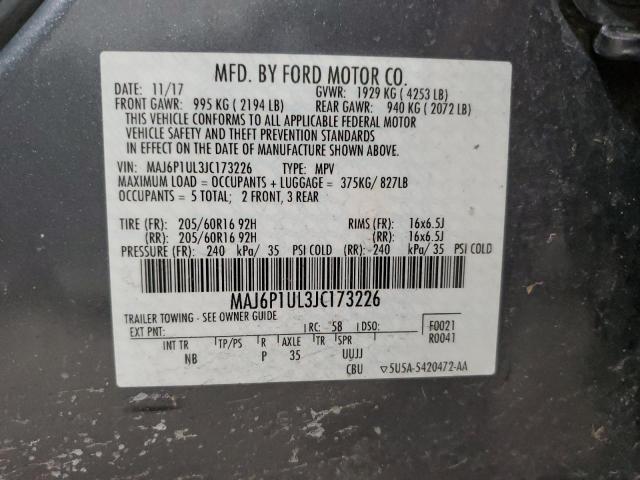 MFD. BY FORD MOTOR CO.
DATE: 11/17 GVWR: 1929 KG ( 4253 LB)
FRONT GAWR: 995 KG ( 2194 LB) REAR GAWR: 940 KG ( 2072 LB)
THIS VEHICLE CONFORMS TO ALL APPLICABLE FEDERAL MOTOR
VEHICLE SAFETY AND THEFT PREVENTION STANDARDS
IN EFFECT ON THE DATE OF MANUFACTURE SHOWN ABOVE.
VIN: MAJ6P1UL3JC173226 TYPE: MPV
MAXIMUM LOAD = OCCUPANTS + LUGGAGE = 375KG/ 827LB
OCCUPANTS = 5 TOTAL; 2 FRONT, 3 REAR
TIRE (FR): 205/60R16 92H RIMS (FR): 16x6.5J
(RR): 205/60R16 92H (RR): 16x6.5J
PRESSURE (FR): 240 kPa/ 35 PSI COLD (RR): 240 kPa/ 35 PSI COLD
MAJ6P1UL3JC173226
TRAILER TOWING - SEE OWNER GUIDE
EXT PNT: RC: 58 DSO: F0021
R0041
INT TR TP/PS R AXLE TR SPR
NB P 35 UUJJ
CBU 5U5A-5420472-AA